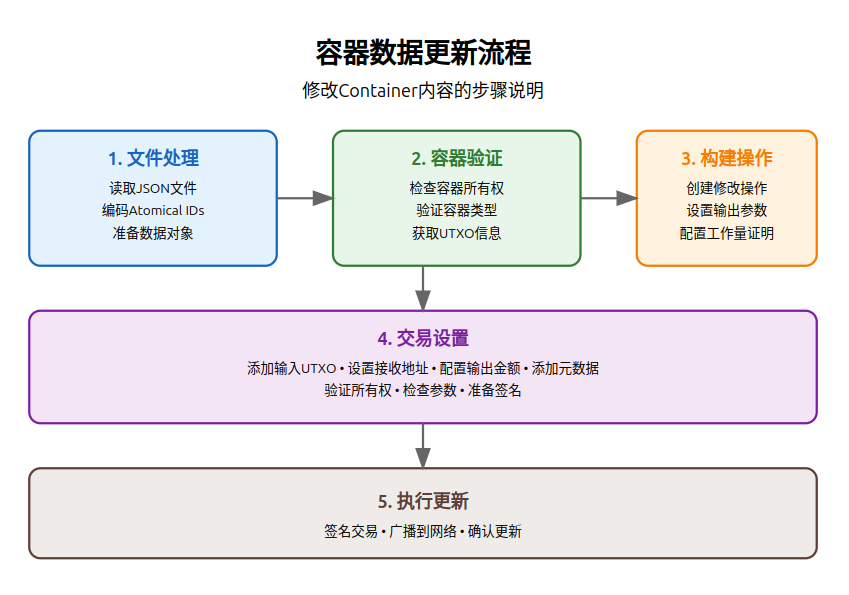 容器数据更新流程
修改Container内容的步骤说明
1. 文件处理
读取JSON文件
编码Atomical IDs
准备数据对象
2. 容器验证
检查容器所有权
验证容器类型
获取UTXO信息
3. 构建操作
创建修改操作
设置输出参数
配置工作量证明
4. 交易设置
添加输入UTXO • 设置接收地址 • 配置输出金额 • 添加元数据
验证所有权 • 检查参数 • 准备签名
5. 执行更新
签名交易 • 广播到网络 • 确认更新